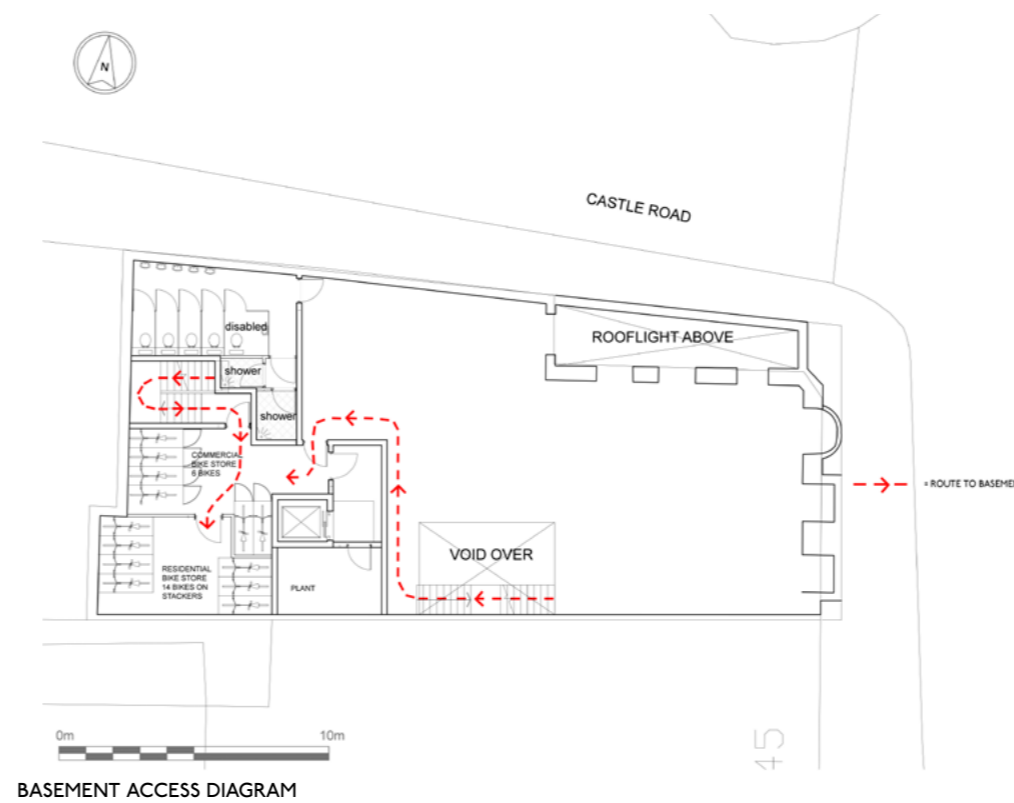 N
CASTLE ROAD
disabled
ROOFLIGHT ABOVE
shower
shower
COMMERCIAL
BIKE STORE
6 BIKES
= ROUTE TO BASEME
VOID OVER
RESIDENTIAL
BIKE STORE
14 BIKES ON
STACKERS
PLANT
0m
10m
45
BASEMENT ACCESS DIAGRAM